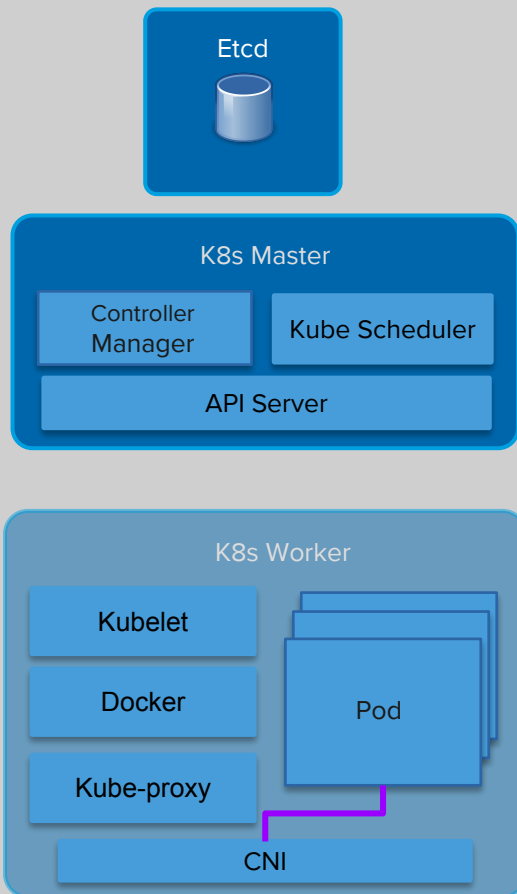 Etcd
K8s Master
Controller
Manager
Kube Scheduler
API Server
K8s Worker
Kubelet
Docker
Kube-proxy
Pod
CNI